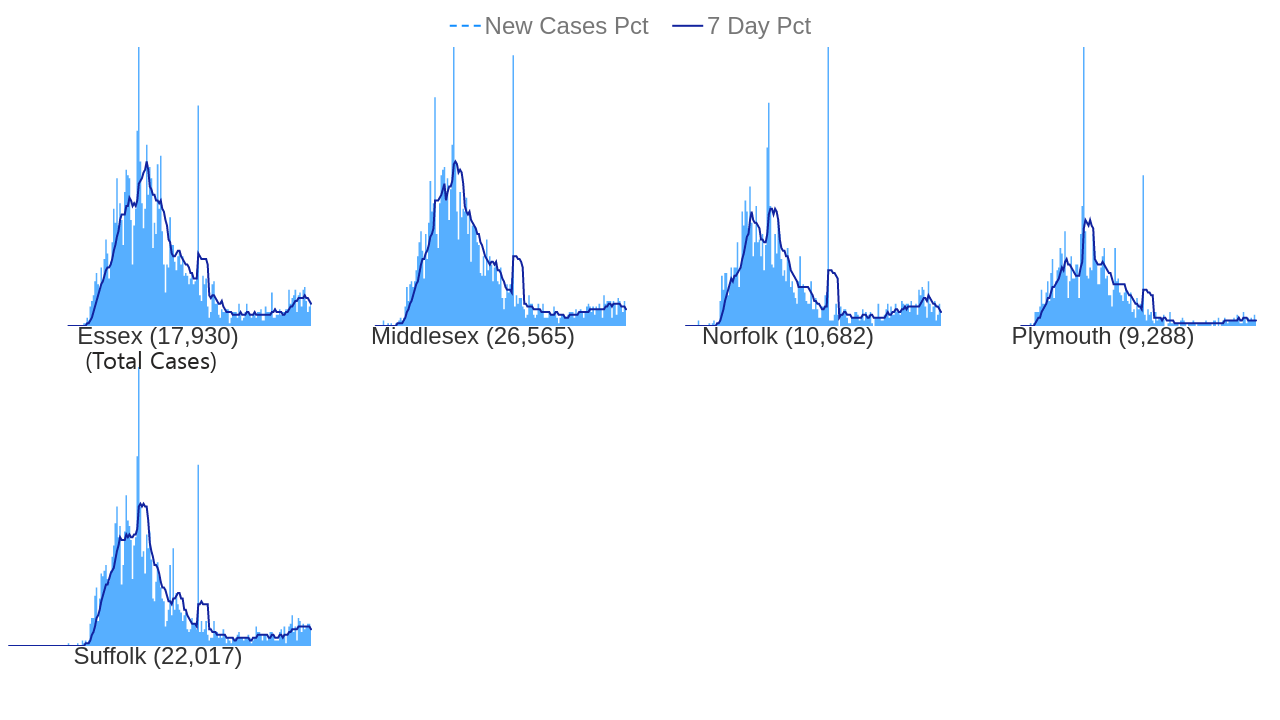 New Cases Pct 7 Day Pct
Essex (17,930) Middlesex (26,565) Norfolk (10,682) Plymouth (9,288)
(Total Cases)
Suffolk (22,017)